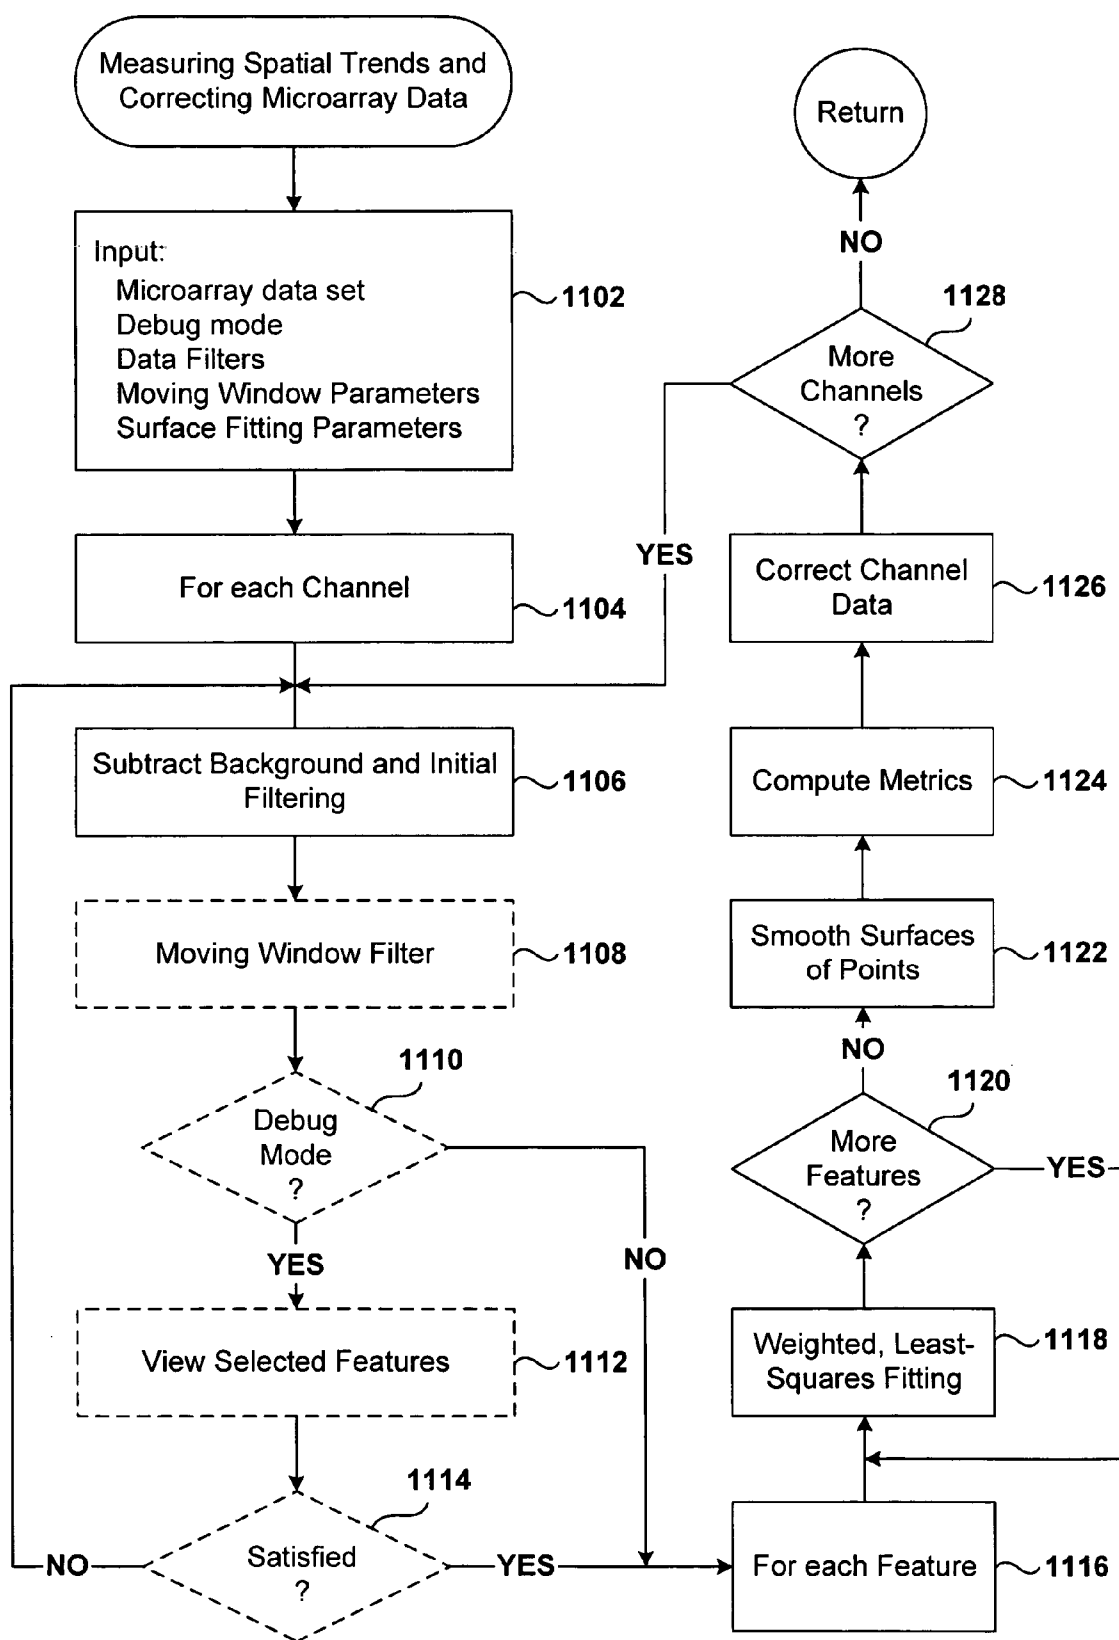 Measuring Spatial Trends and
Correcting Microarray Data
Input:
Microarray data set
Debug mode
Data Filters
Moving Window Parameters
Surface Fitting Parameters
1102
For each Channel
1104
Subtract Background and Initial
Filtering
1106
Moving Window Filter
1108
1110
Debug
Mode
?
YES
NO
View Selected Features
1112
1114
Satisfied
?
NO
YES
For each Feature
1116
Weighted, Least-
Squares Fitting
1118
1120
More
Features
?
YES
NO
Smooth Surfaces
of Points
1122
Compute Metrics
1124
Correct Channel
Data
1126
1128
More
Channels
?
YES
NO
Return